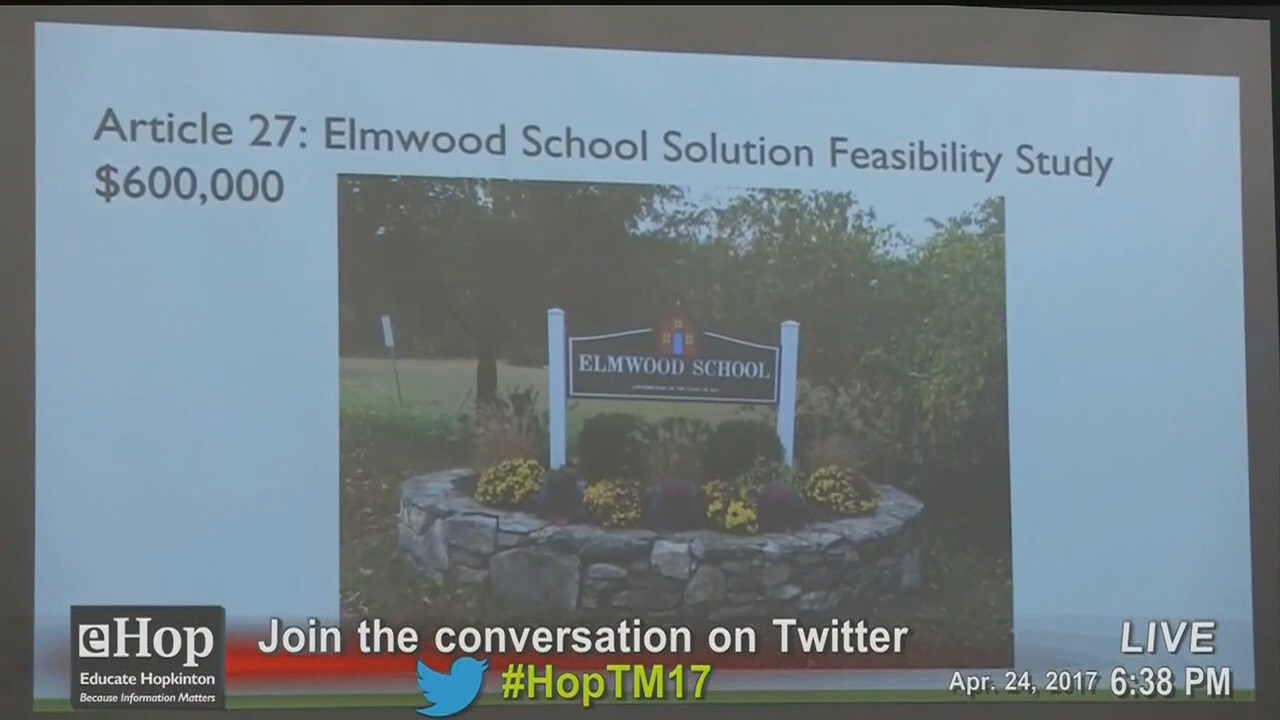 Article 27: Elmwood School Solution Feasibility Study
$600,000
ELMWOOD SCHOOL
eHop
Educate Hopkinton
Because Information Matters
Join the conversation on Twitter
#HopTM17
LIVE
Apr. 24, 2017 6:38 PM